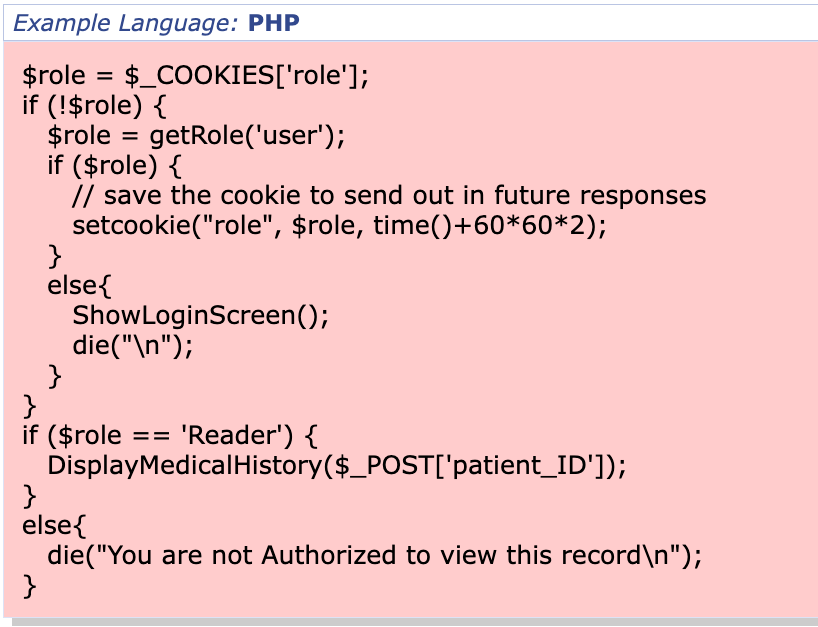 Example Language: PHP
$role = $_COOKIES['role'];
if (!$role) {
$role = getRole('user');
if ($role) {
// save the cookie to send out in future responses
setcookie("role", $role, time()+60*60*2);
}
else{
ShowLoginScreen();
die("\n");
}
}
if ($role == 'Reader') {
DisplayMedicalHistory($_POST['patient_ID']);
}
else{
die("You are not Authorized to view this record\n");
}